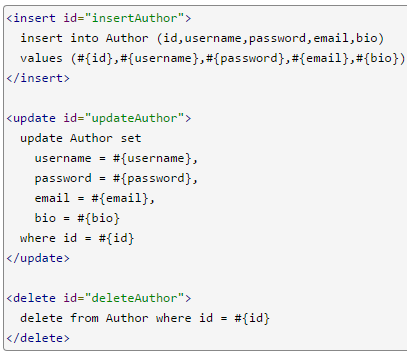 <insert id="insertAuthor">
  insert into Author (id,username,password,email,bio)
  values (#{id},#{username},#{password},#{email},#{bio})
</insert>

<update id="updateAuthor">
  update Author set
    username = #{username},
    password = #{password},
    email = #{email},
    bio = #{bio}
  where id = #{id}
</update>

<delete id="deleteAuthor">
  delete from Author where id = #{id}
</delete>